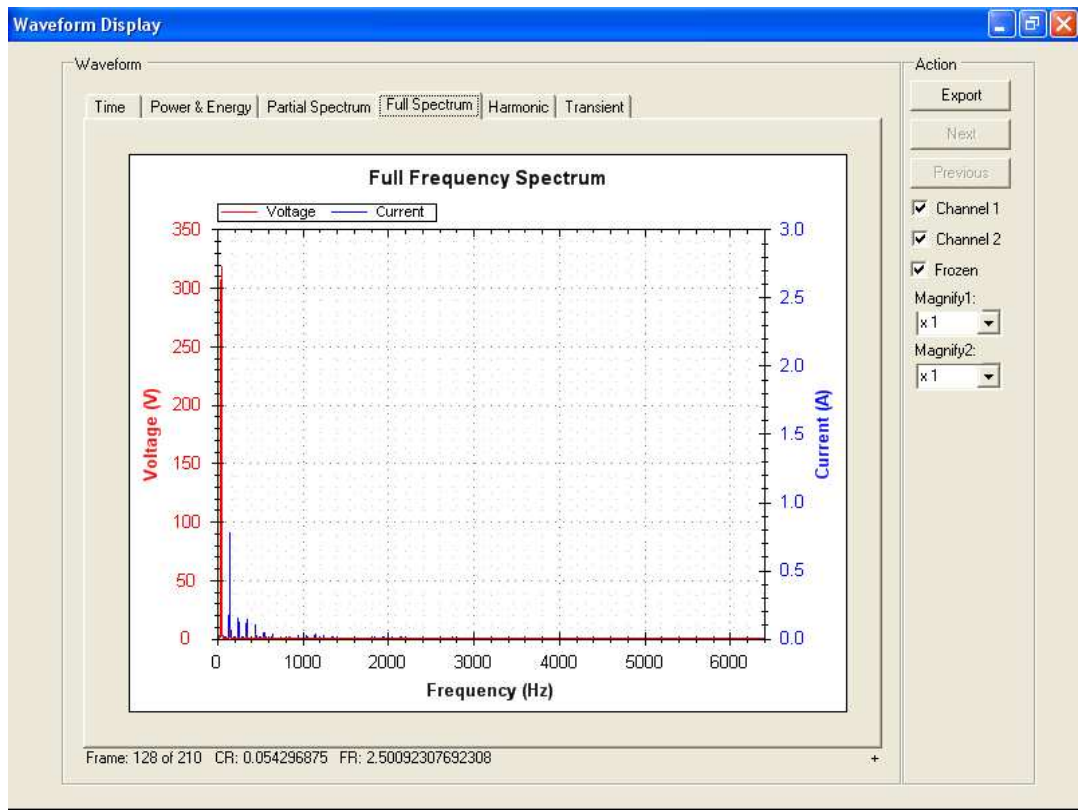 Waveform Display
Waveform
Time Power & Energy Partial Spectrum Full Spectrum Harmonic Transient
Full Frequency Spectrum
Voltage Current
350
300
250
200
150
100
50
0
Voltage (V)
3.0
2.5
2.0
1.5
1.0
0.5
0.0
Current (A)
0 1000 2000 3000 4000 5000 6000
Frequency (Hz)
Frame: 128 of 210 CR: 0.054296875 FR: 2.50092307692308 +
Action
Export
Next
Previous
Channel 1
Channel 2
Frozen
Magnify1:
x 1
Magnify2:
x 1